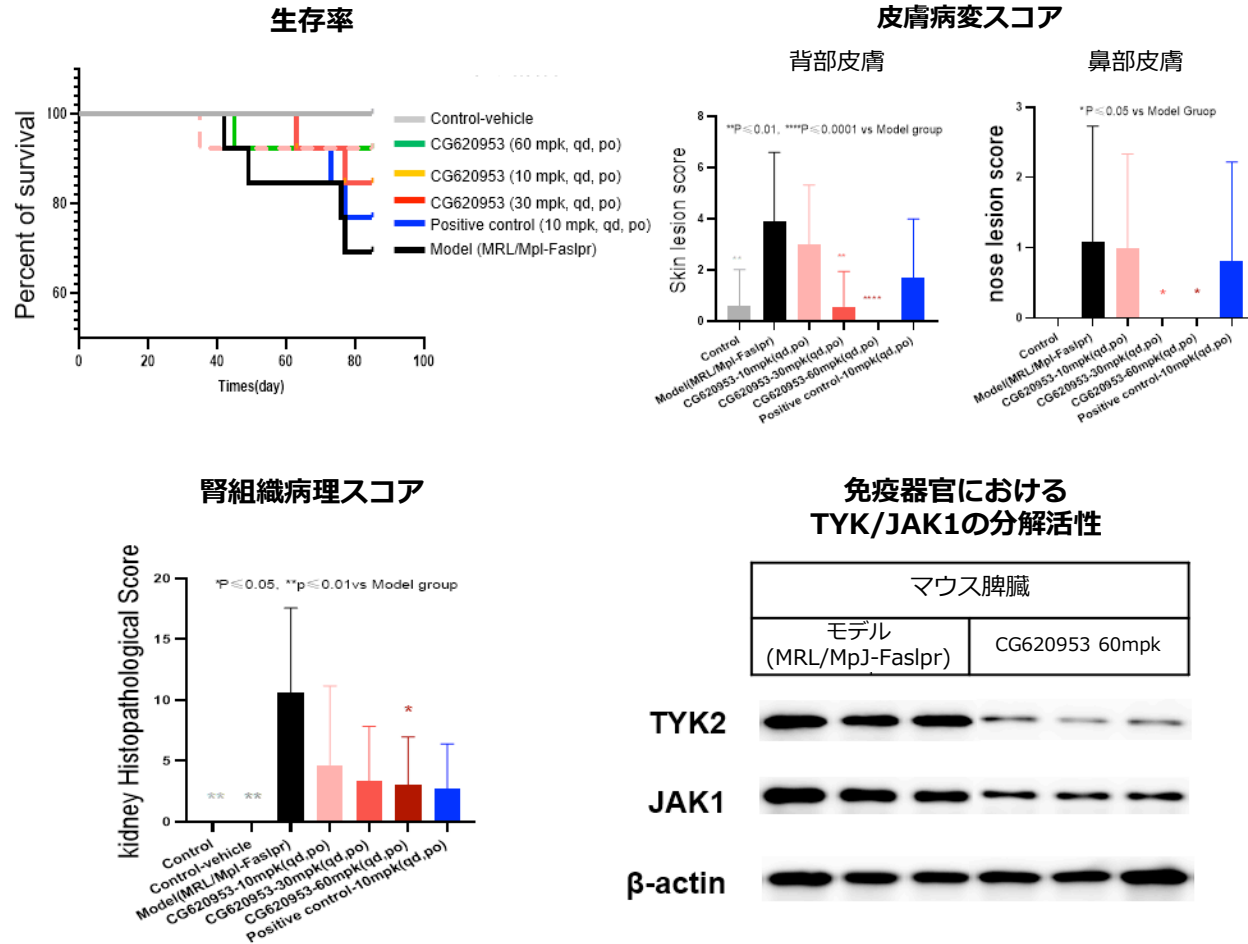 生存率
Percent of survival
100
80
60
0
20
40
60
80
100
Times(day)
Control-vehicle
CG620953 (60 mpk, qd, po)
CG620953 (10 mpk, qd, po)
CG620953 (30 mpk, qd, po)
Positive control (10 mpk, qd, po)
Model (MRL/Mpl-Faslpr)
皮膚病変スコア
背部皮膚
Skin lesion score
**P≤0.01, ****P≤0.0001 vs Model group
8
6
4
2
0
**
**
****
Control
Model(MRL/Mpl-Faslpr)
CG620953-10mpk(qd,po)
CG620953-30mpk(qd,po)
CG620953-60mpk(qd,po)
Positive control-10mpk(qd,po)
鼻部皮膚
nose lesion score
*P≤0.05 vs Model Gruop
3
2
1
0
*
*
Control
Model(MRL/Mpl-Faslpr)
CG620953-10mpk(qd,po)
CG620953-30mpk(qd,po)
CG620953-60mpk(qd,po)
Positive control-10mpk(qd,po)
腎組織病理スコア
kidney Histopathological Score
*P≤0.05, **p≤0.01vs Model group
20
15
10
5
0
**
**
*
Control
Control-vehicle
Model(MRL/Mpl-Faslpr)
CG620953-10mpk(qd,po)
CG620953-30mpk(qd,po)
CG620953-60mpk(qd,po)
Positive control-10mpk(qd,po)
免疫器官における
TYK/JAK1の分解活性
マウス脾臓
モデル
(MRL/MpJ-Faslpr)
CG620953 60mpk
TYK2
JAK1
β-actin